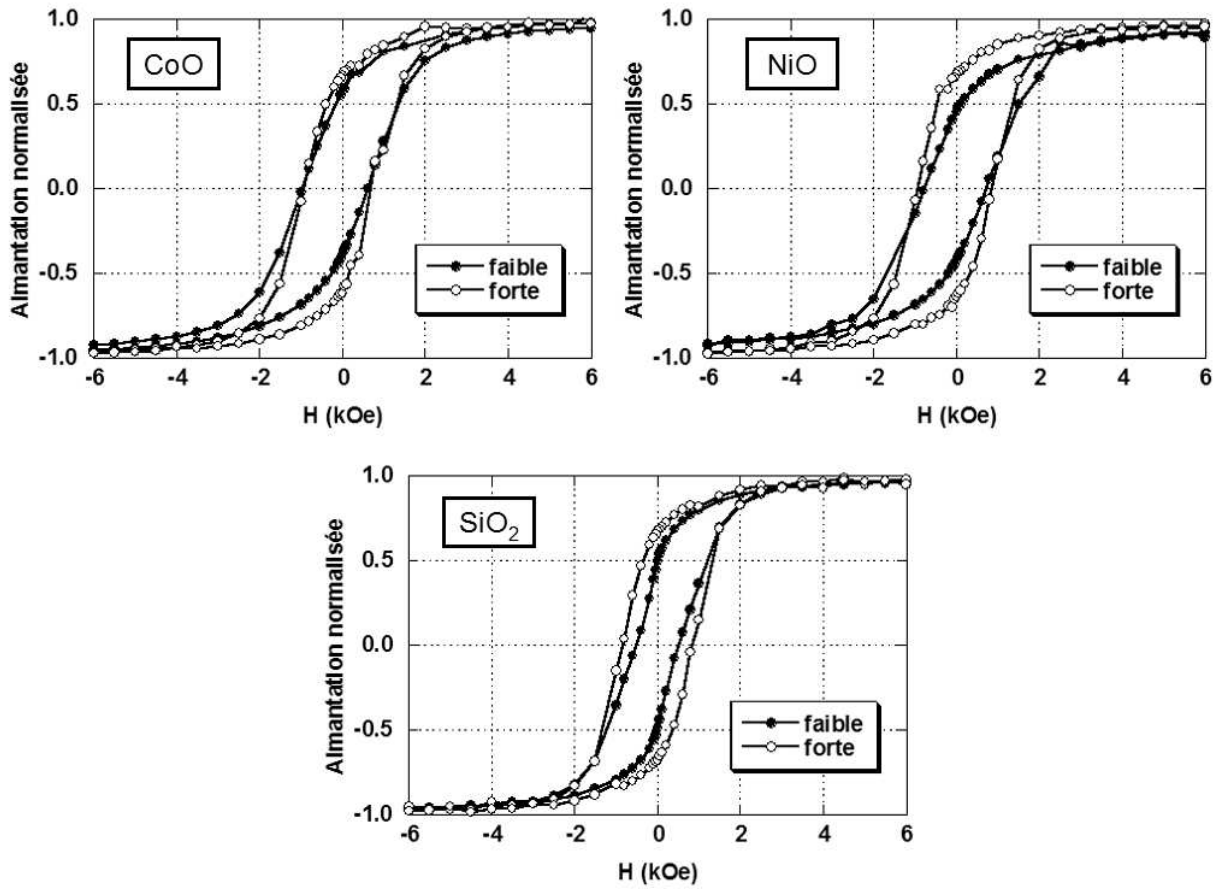 CoO
Aimantation normalisée
1.0
0.5
0.0
-0.5
-1.0
-6 -4 -2 0 2 4 6
H (kOe)
faible
forte
NiO
Aimantation normalisée
1.0
0.5
0.0
-0.5
-1.0
-6 -4 -2 0 2 4 6
H (kOe)
faible
forte
SiO2
Aimantation normalisée
1.0
0.5
0.0
-0.5
-1.0
-6 -4 -2 0 2 4 6
H (kOe)
faible
forte